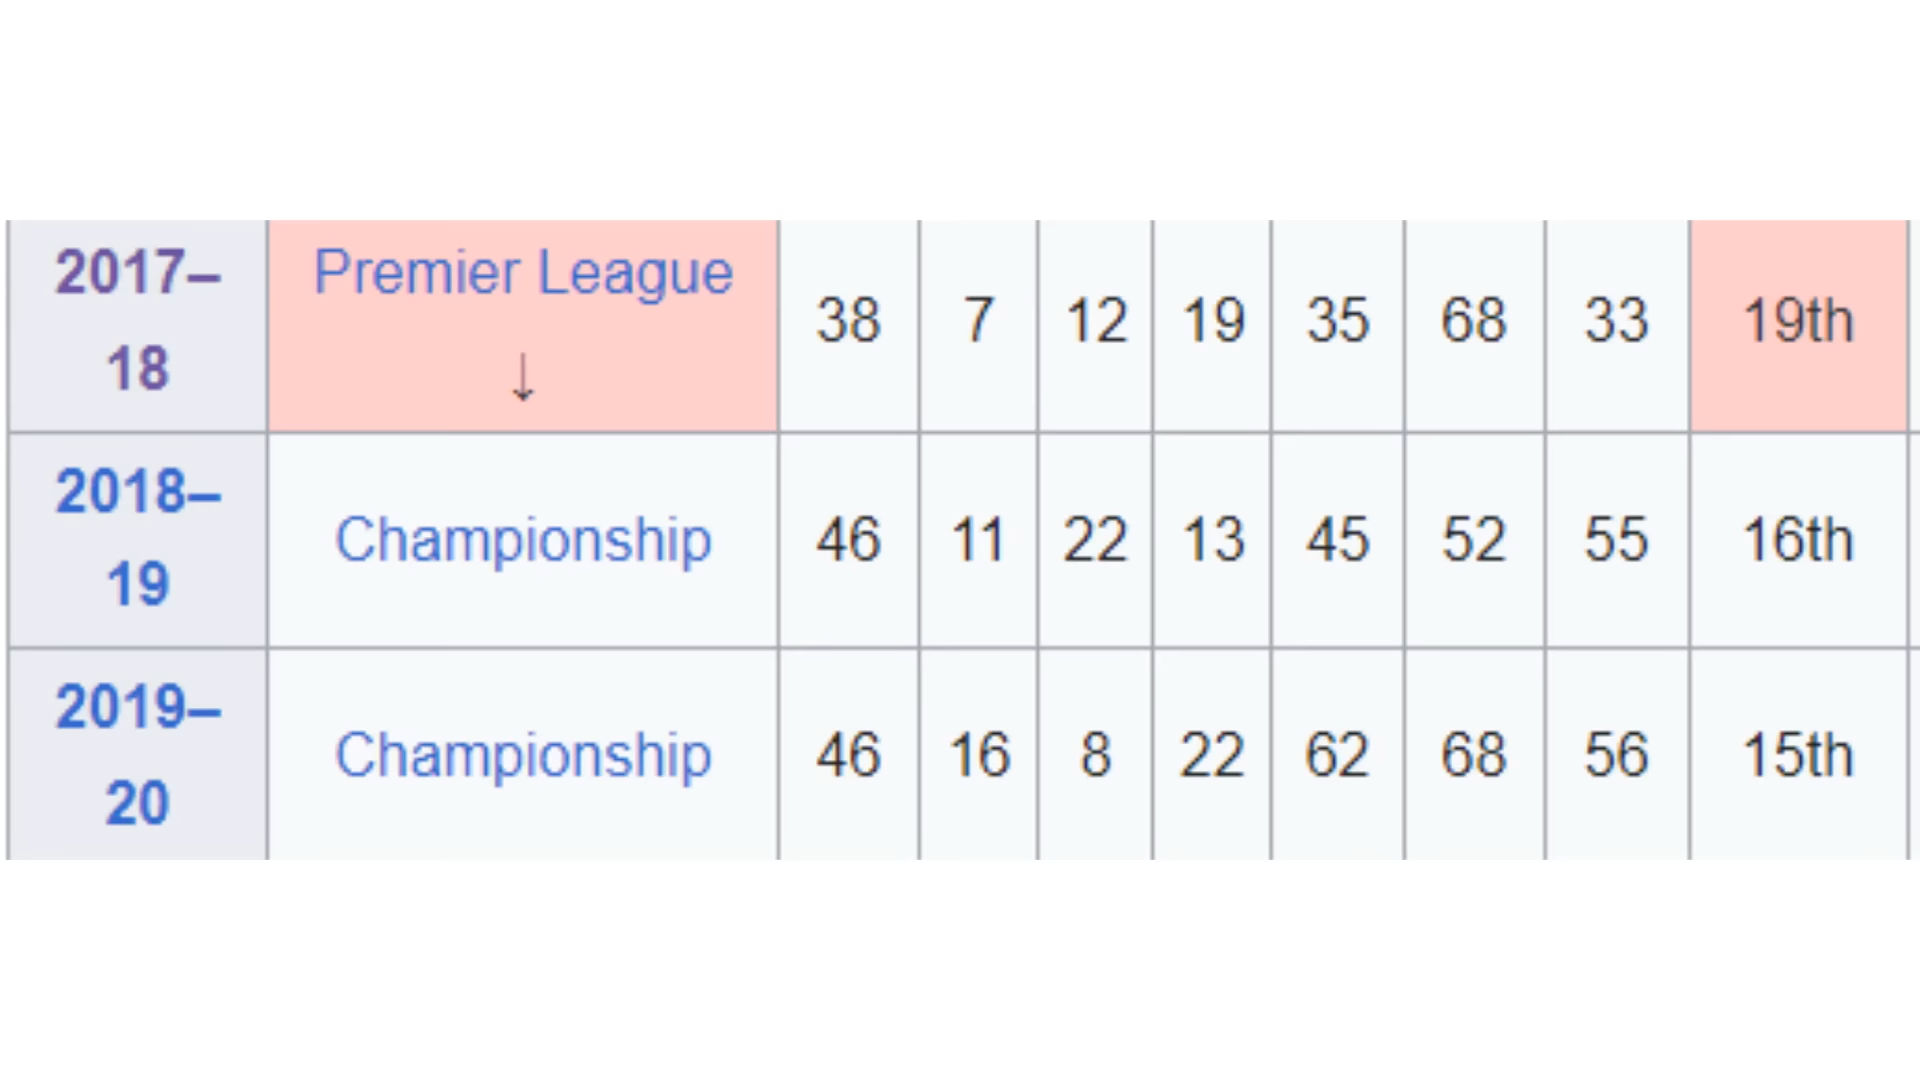 2017–
18
Premier League
↓
38 7 12 19 35 68 33 19th
2018–
19
Championship
46 11 22 13 45 52 55 16th
2019–
20
Championship
46 16 8 22 62 68 56 15th